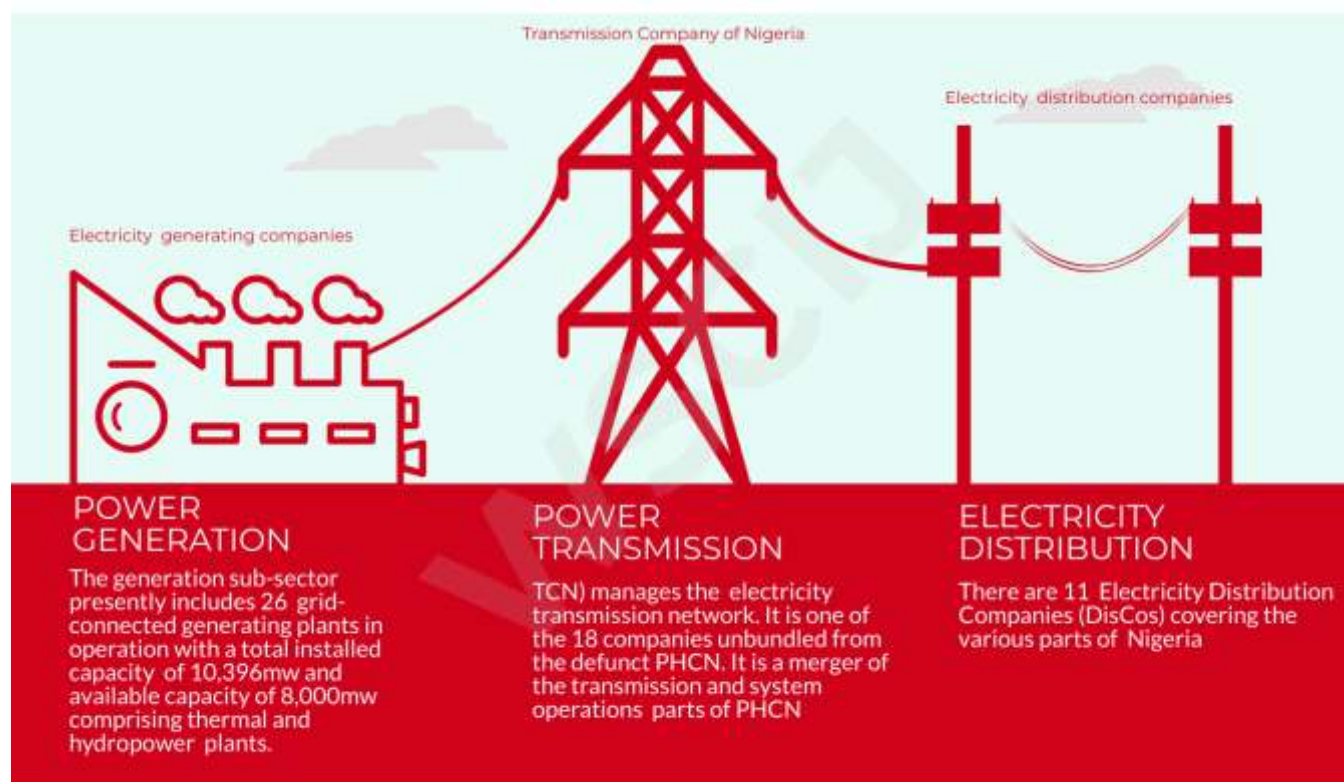 Transmission Company of Nigeria
Electricity distribution companies
Electricity generating companies
POWER
GENERATION
The generation sub-sector
presently includes 26 grid-
connected generating plants in
operation with a total installed
capacity of 10,396mw and
available capacity of 8,000mw
comprising thermal and
hydropower plants.
POWER
TRANSMISSION
TCN) manages the electricity
transmission network. It is one of
the 18 companies unbundled from
the defunct PHCN. It is a merger of
the transmission and system
operations parts of PHCN
ELECTRICITY
DISTRIBUTION
There are 11 Electricity Distribution
Companies (DisCos) covering the
various parts of Nigeria